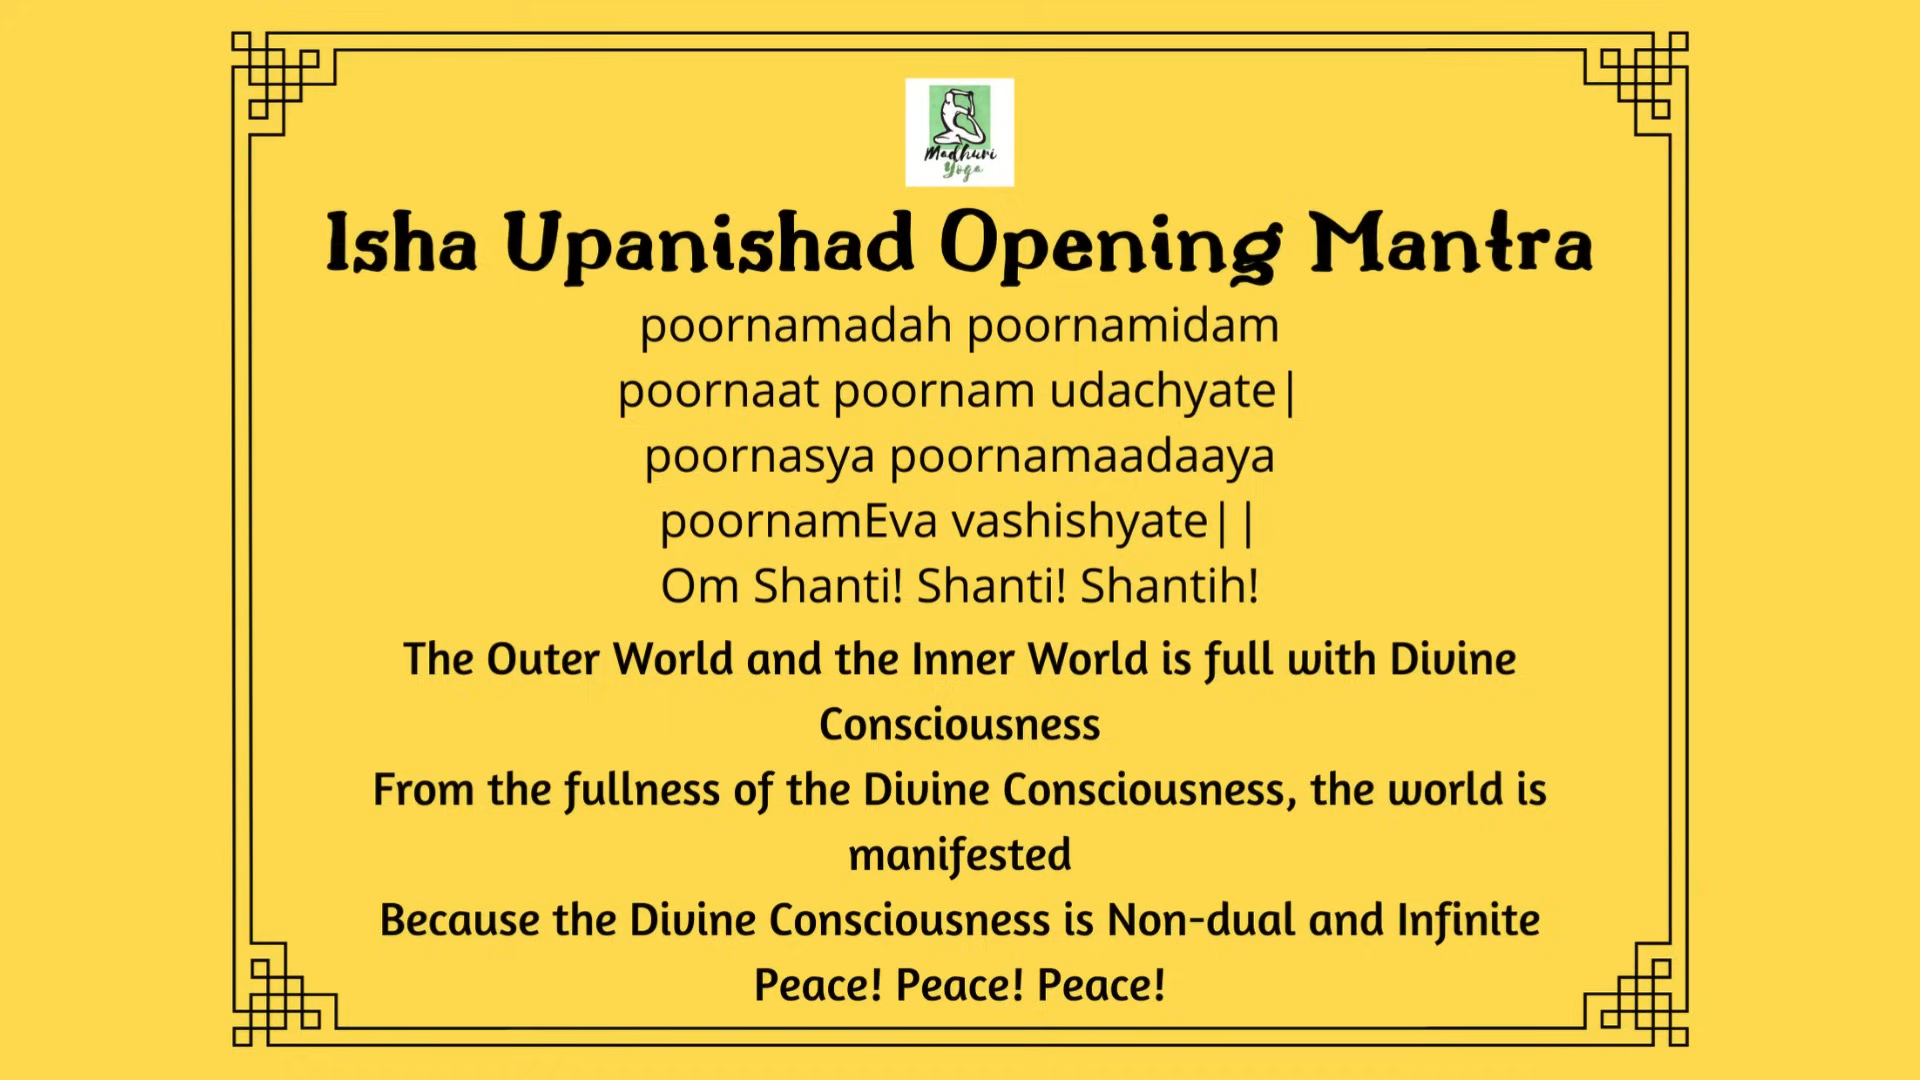 Madhuri
Yoga
Isha Upanishad Opening Mantra
poornamadah poornamidam
poornaat poornam udachyate|
poornasya poornamaadaaya
poornamEva vashishyate||
Om Shanti! Shanti! Shantih!
The Outer World and the Inner World is full with Divine
Consciousness
From the fullness of the Divine Consciousness, the world is
manifested
Because the Divine Consciousness is Non-dual and Infinite
Peace! Peace! Peace!